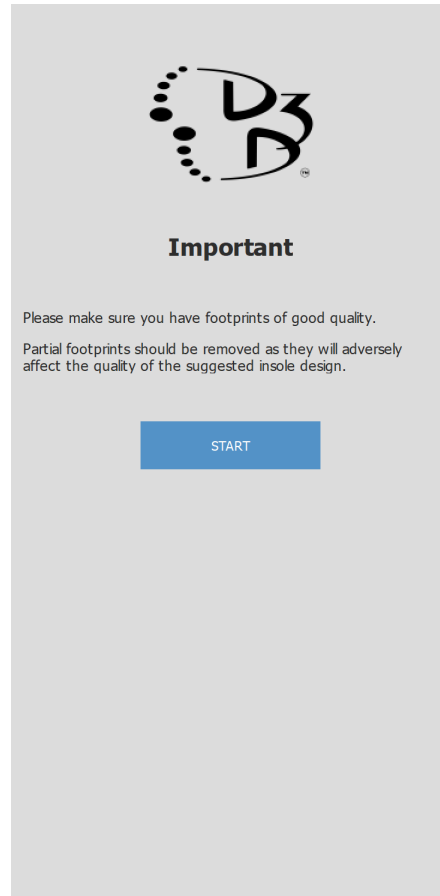 D3D
TM
Important
Please make sure you have footprints of good quality.
Partial footprints should be removed as they will adversely
affect the quality of the suggested insole design.
START